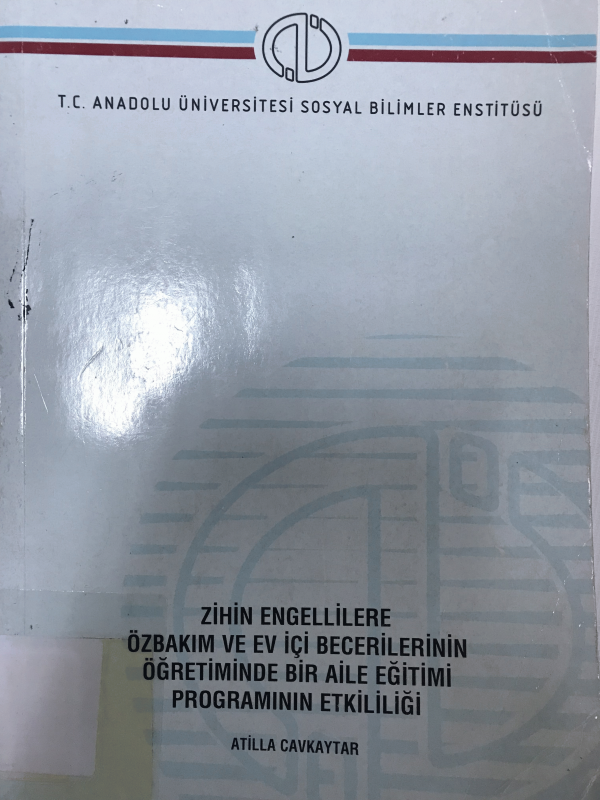 T.C. ANADOLU ÜNİVERSİTESİ SOSYAL BİLİMLER ENSTİTÜSÜ
ZİHİN ENGELLİLERE
ÖZBAKIM VE EV İÇİ BECERİLERİNİN
ÖĞRETİMİNDE BİR AİLE EĞİTİMİ
PROGRAMININ ETKİLİLİĞİ
ATİLLA CAVKAYTAR